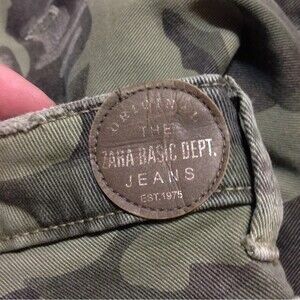 ORIGINAL
THE
ZARA BASIC DEPT.
JEANS
EST.1975